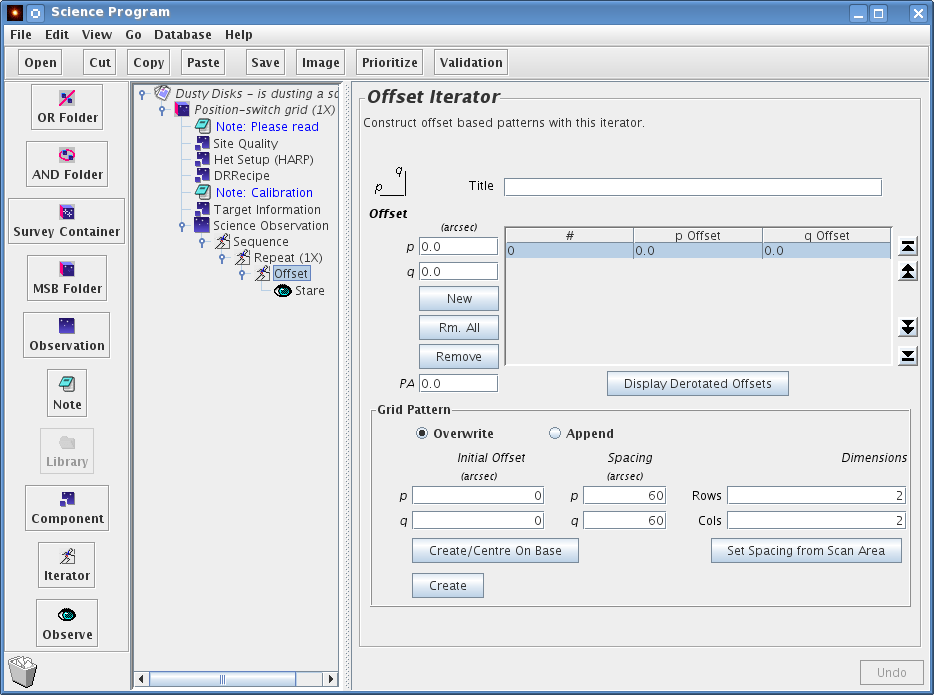 Science Program
File Edit View Go Database Help
Open Cut Copy Paste Save Image Prioritize Validation
OR Folder
AND Folder
Survey Container
MSB Folder
Observation
Note
Library
Component
Iterator
Observe
Dusty Disks - is dusting a sc
Position-switch grid (1X)
Note: Please read
Site Quality
Het Setup (HARP)
DRRecipe
Note: Calibration
Target Information
Science Observation
Sequence
Repeat (1X)
Offset
Stare
Offset Iterator
Construct offset based patterns with this iterator.
q
p
Title
Offset
(arcsec)
p 0.0
q 0.0
New
Rm. All
Remove
PA 0.0
# p Offset q Offset
0 0.0 0.0
Display Derotated Offsets
Grid Pattern
Overwrite Append
Initial Offset Spacing Dimensions
(arcsec) (arcsec)
p 0 p 60 Rows 2
q 0 q 60 Cols 2
Create/Centre On Base Set Spacing from Scan Area
Create
Undo